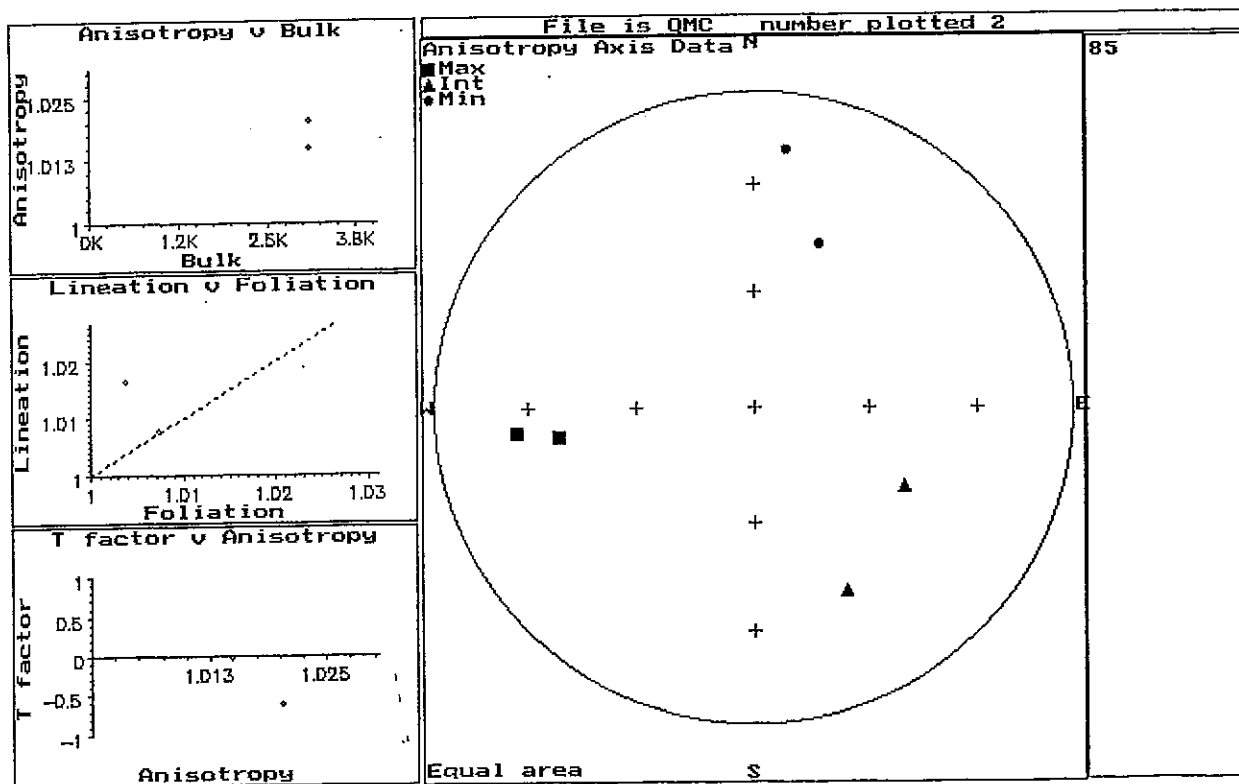 File is QMC number plotted 2
Anisotropy v Bulk
Anisotropy
1.025
1.013
1
0K 1.2K 2.5K 3.8K
Bulk
Lineation v Foliation
Lineation
1.02
1.01
1
1 1.01 1.02 1.03
Foliation
T factor v Anisotropy
T factor
1
0.5
0
-0.5
-1
1.013 1.025
Anisotropy
Anisotropy Axis Data
Max
Int
Min
N
W
E
S
Equal area
85